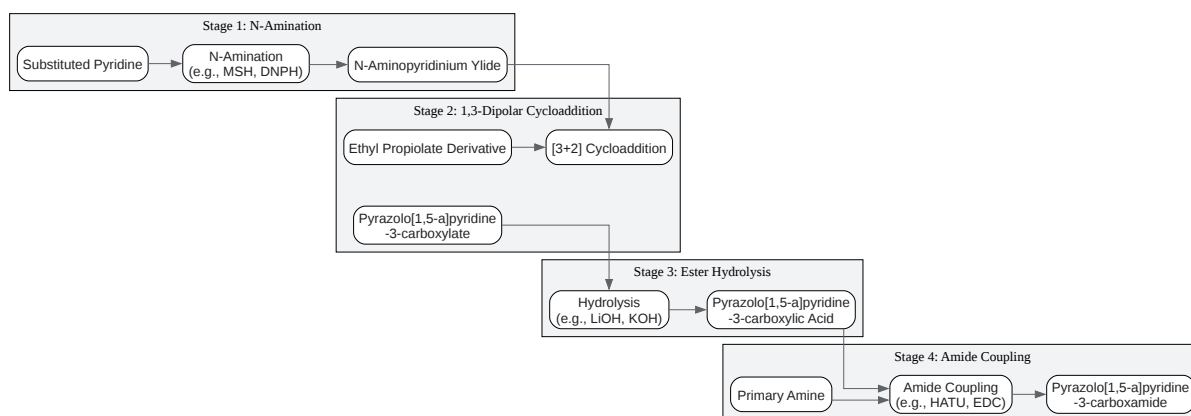 Stage 1: N-Amination
Substituted Pyridine
N-Amination
(e.g., MSH, DNPH)
N-Aminopyridinium Ylide
Stage 2: 1,3-Dipolar Cycloaddition
Ethyl Propiolate Derivative
[3+2] Cycloaddition
Pyrazolo[1,5-a]pyridine
-3-carboxylate
Stage 3: Ester Hydrolysis
Hydrolysis
(e.g., LiOH, KOH)
Pyrazolo[1,5-a]pyridine
-3-carboxylic Acid
Stage 4: Amide Coupling
Primary Amine
Amide Coupling
(e.g., HATU, EDC)
Pyrazolo[1,5-a]pyridine
-3-carboxamide